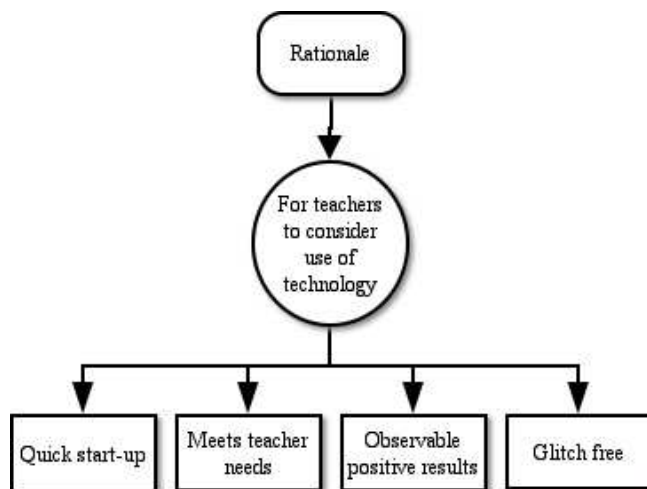 Rationale
For teachers
to consider
use of
technology
Quick start-up
Meets teacher
needs
Observable
positive results
Glitch free